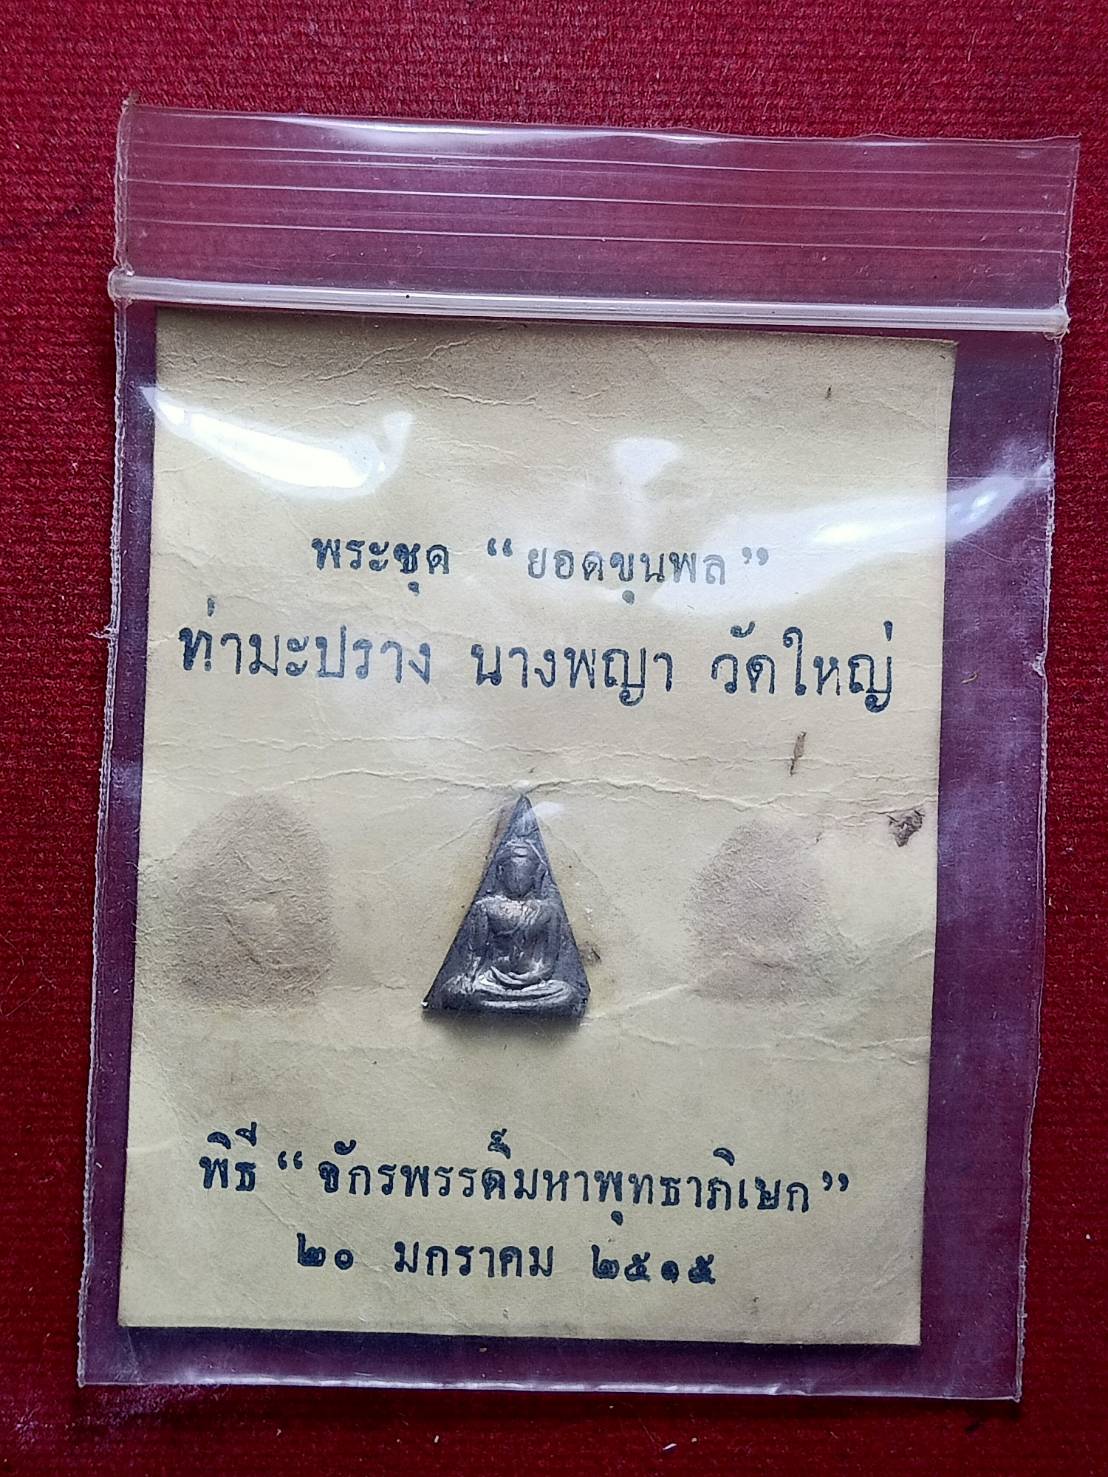 พระชุด “ยอดขุนพล”
ท่ามะปราง นางพญา วัดใหญ่
พิธี “จักรพรรดิ์มหาพุทธาภิเษก”
๒๐ มกราคม ๒๕๑๕